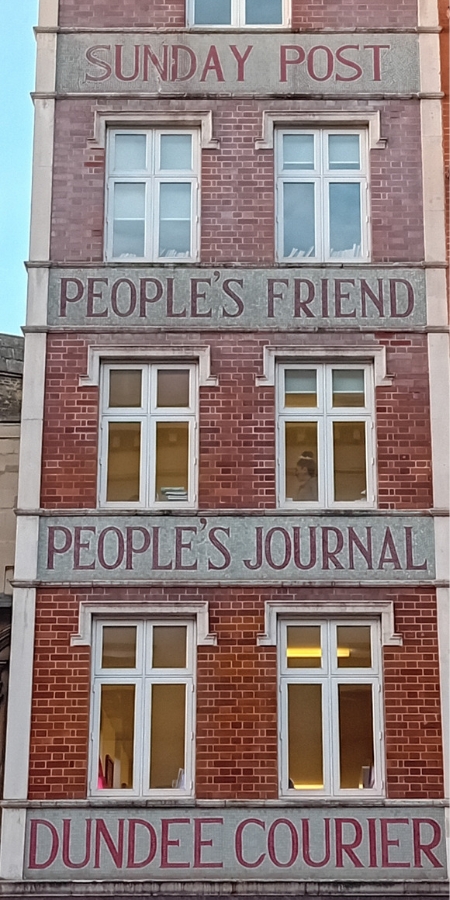 SUNDAY POST
PEOPLE'S FRIEND
PEOPLE'S JOURNAL
DUNDEE COURIER